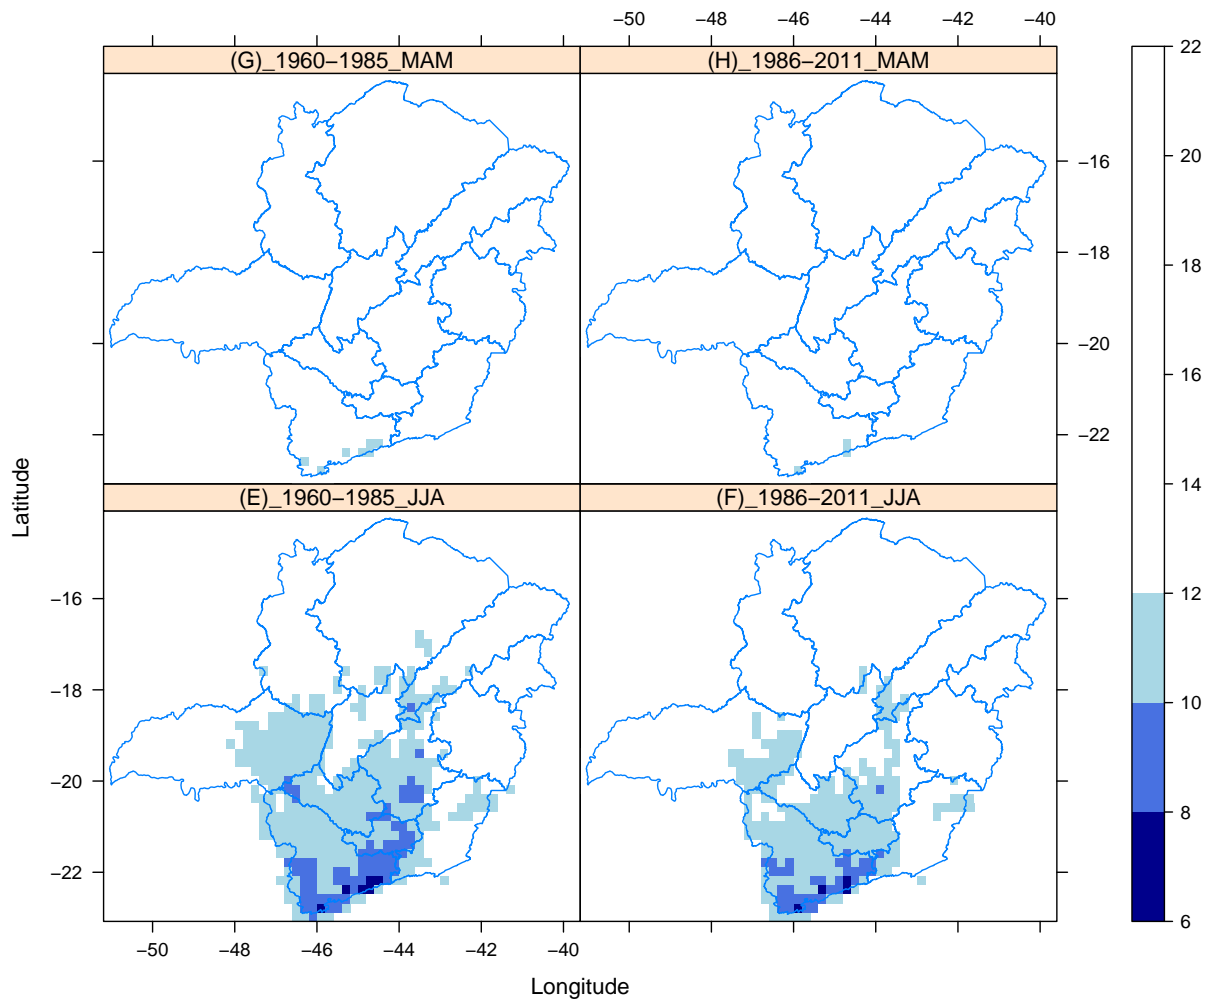 −50 −48 −46 −44 −42 −40
(G)_1960−1985_MAM
(H)_1986−2011_MAM
−16
−18
−20
−22
(E)_1960−1985_JJA
(F)_1986−2011_JJA
−16
−18
−20
−22
−50 −48 −46 −44 −42 −40
Longitude
Latitude
22
20
18
16
14
12
10
8
6